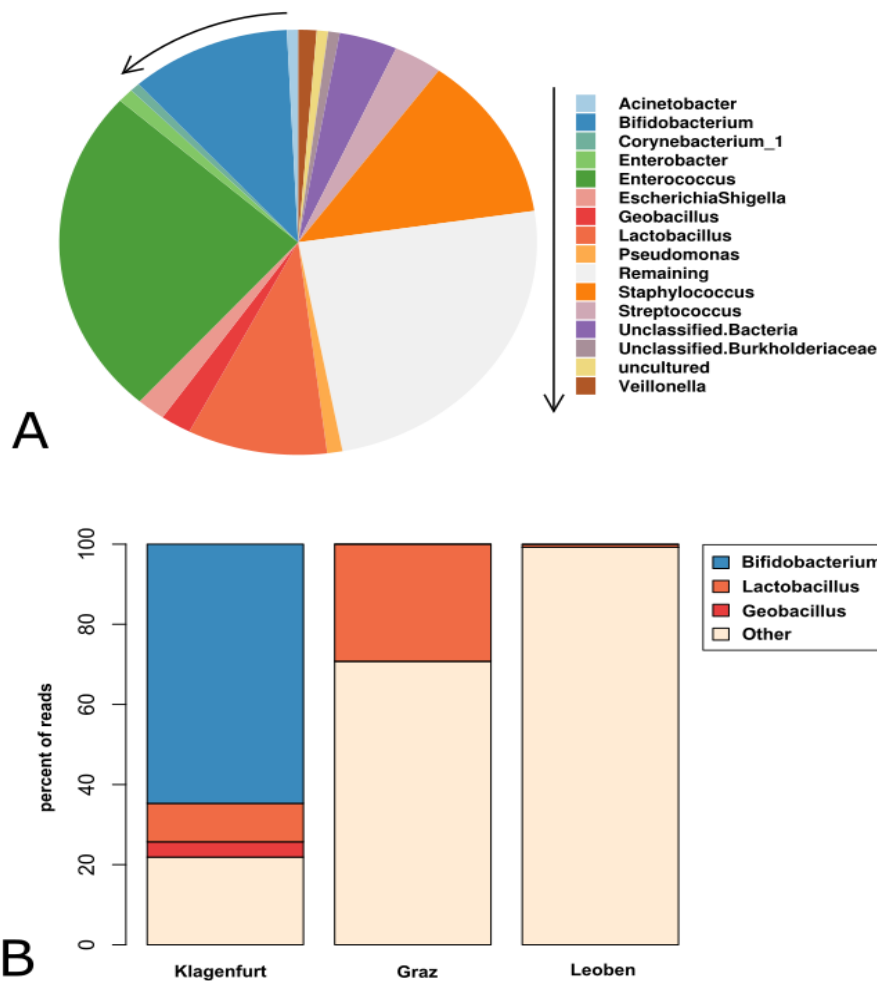 Acinetobacter
Bifidobacterium
Corynebacterium_1
Enterobacter
Enterococcus
EscherichiaShigella
Geobacillus
Lactobacillus
Pseudomonas
Remaining
Staphylococcus
Streptococcus
Unclassified.Bacteria
Unclassified.Burkholderiaceae
uncultured
Veillonella
A
percent of reads
100
80
60
40
20
0
Bifidobacterium
Lactobacillus
Geobacillus
Other
Klagenfurt Graz Leoben
B